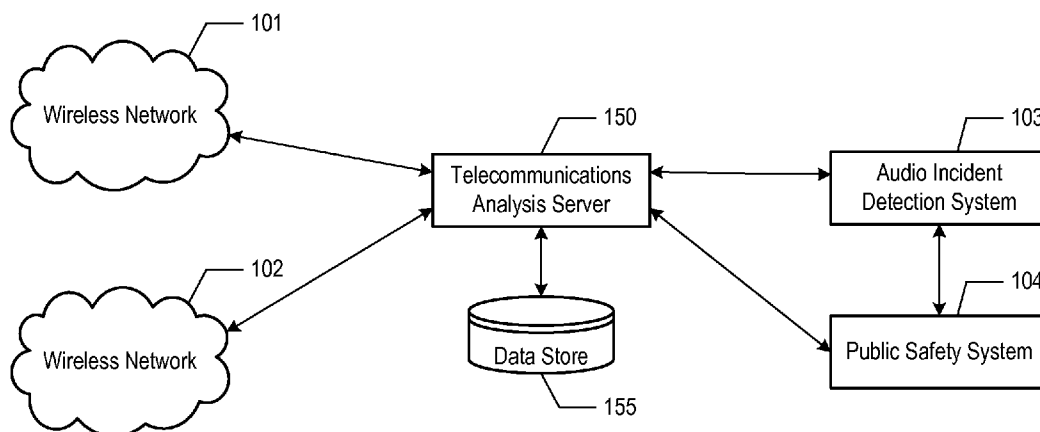 101
Wireless Network
150
Telecommunications
Analysis Server
103
Audio Incident
Detection System
102
Wireless Network
Data Store
155
104
Public Safety System